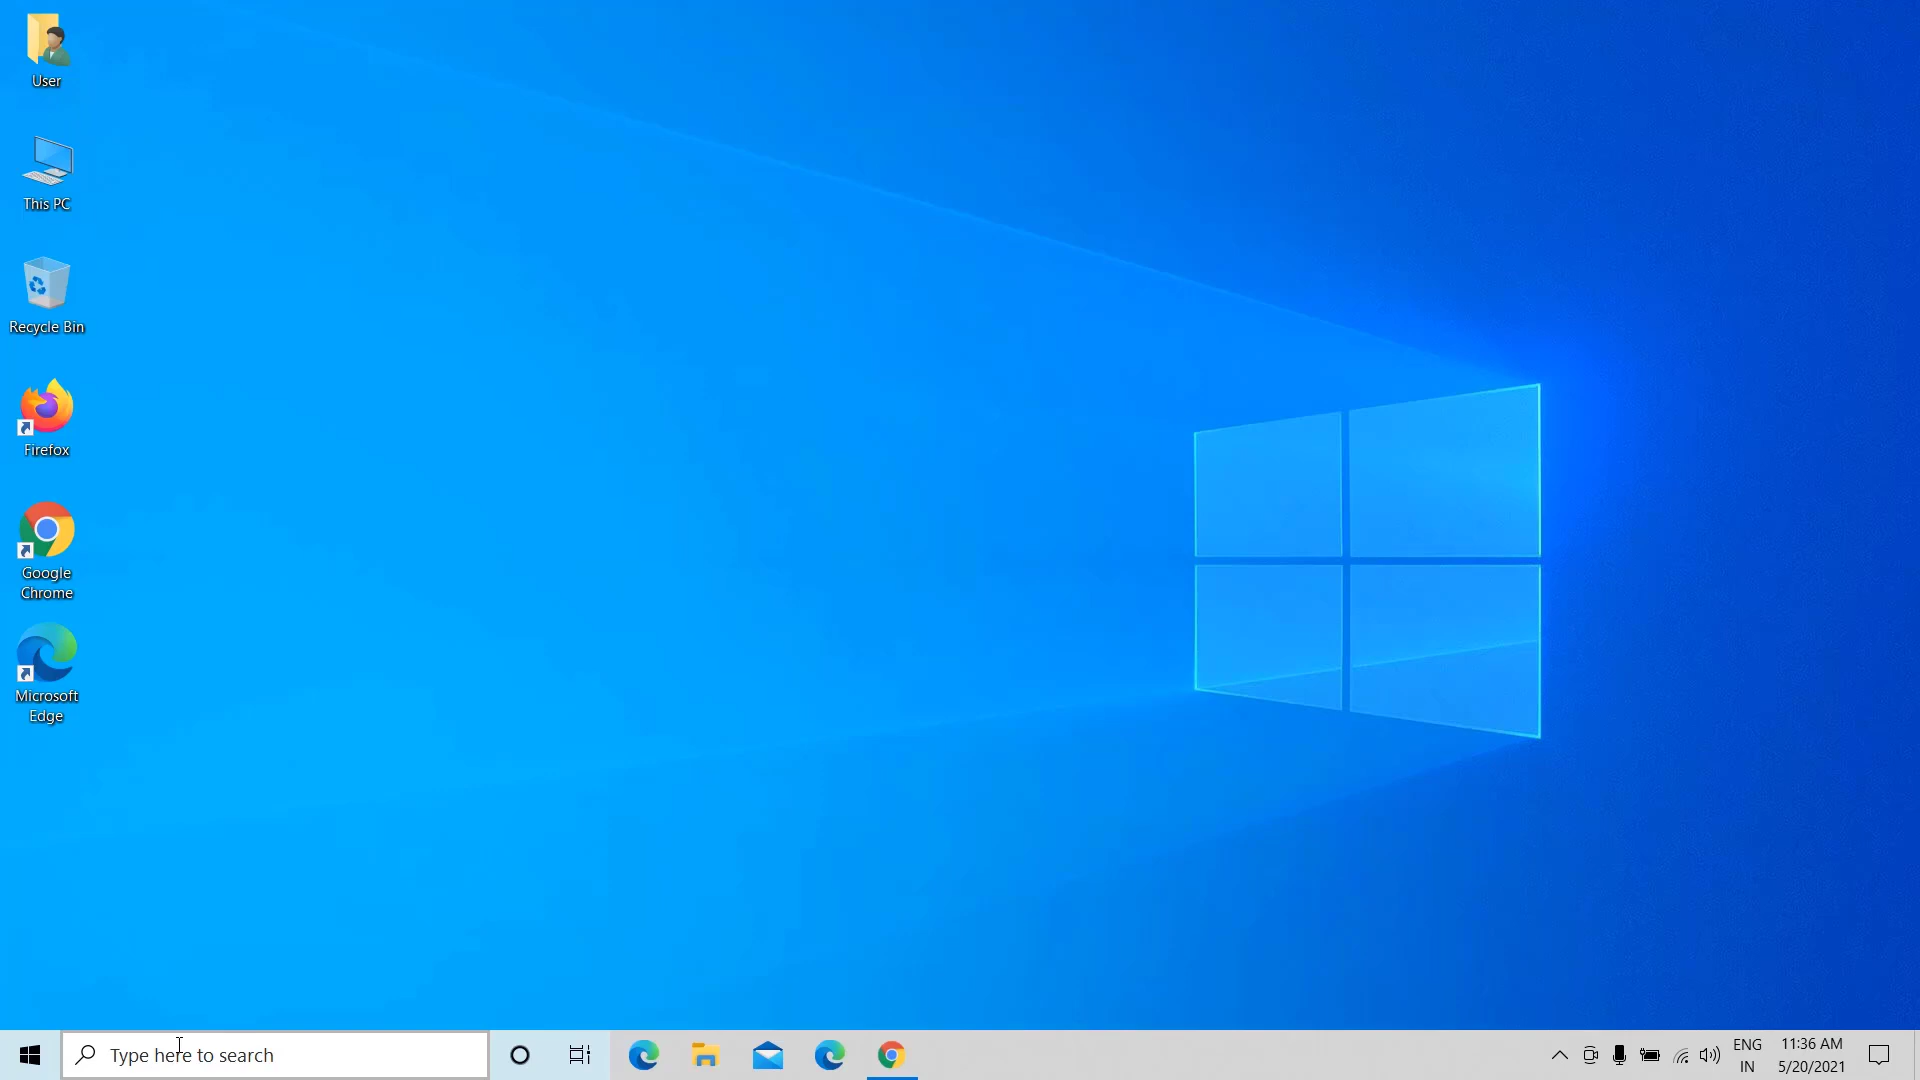 User
This PC
Recycle Bin
Firefox
Google
Chrome
Microsoft
Edge
Type here to search
ENG
IN
11:36 AM
5/20/2021